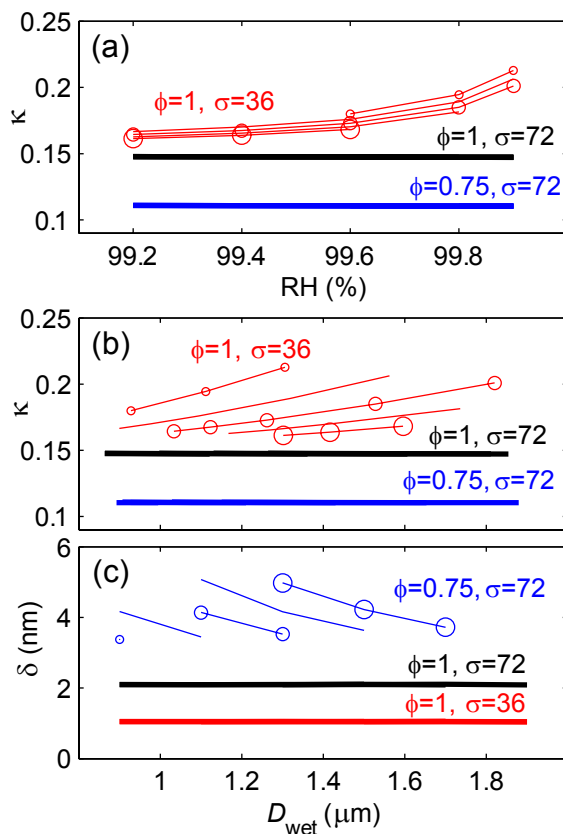 (a)
0.25
0.2
0.15
0.1
κ
ϕ=1, σ=36
ϕ=1, σ=72
ϕ=0.75, σ=72
99.2 99.4 99.6 99.8
RH (%)
(b)
0.25
0.2
0.15
0.1
κ
ϕ=1, σ=36
ϕ=1, σ=72
ϕ=0.75, σ=72
(c)
6
4
2
0
δ (nm)
ϕ=0.75, σ=72
ϕ=1, σ=72
ϕ=1, σ=36
1 1.2 1.4 1.6 1.8
Dwet (μm)